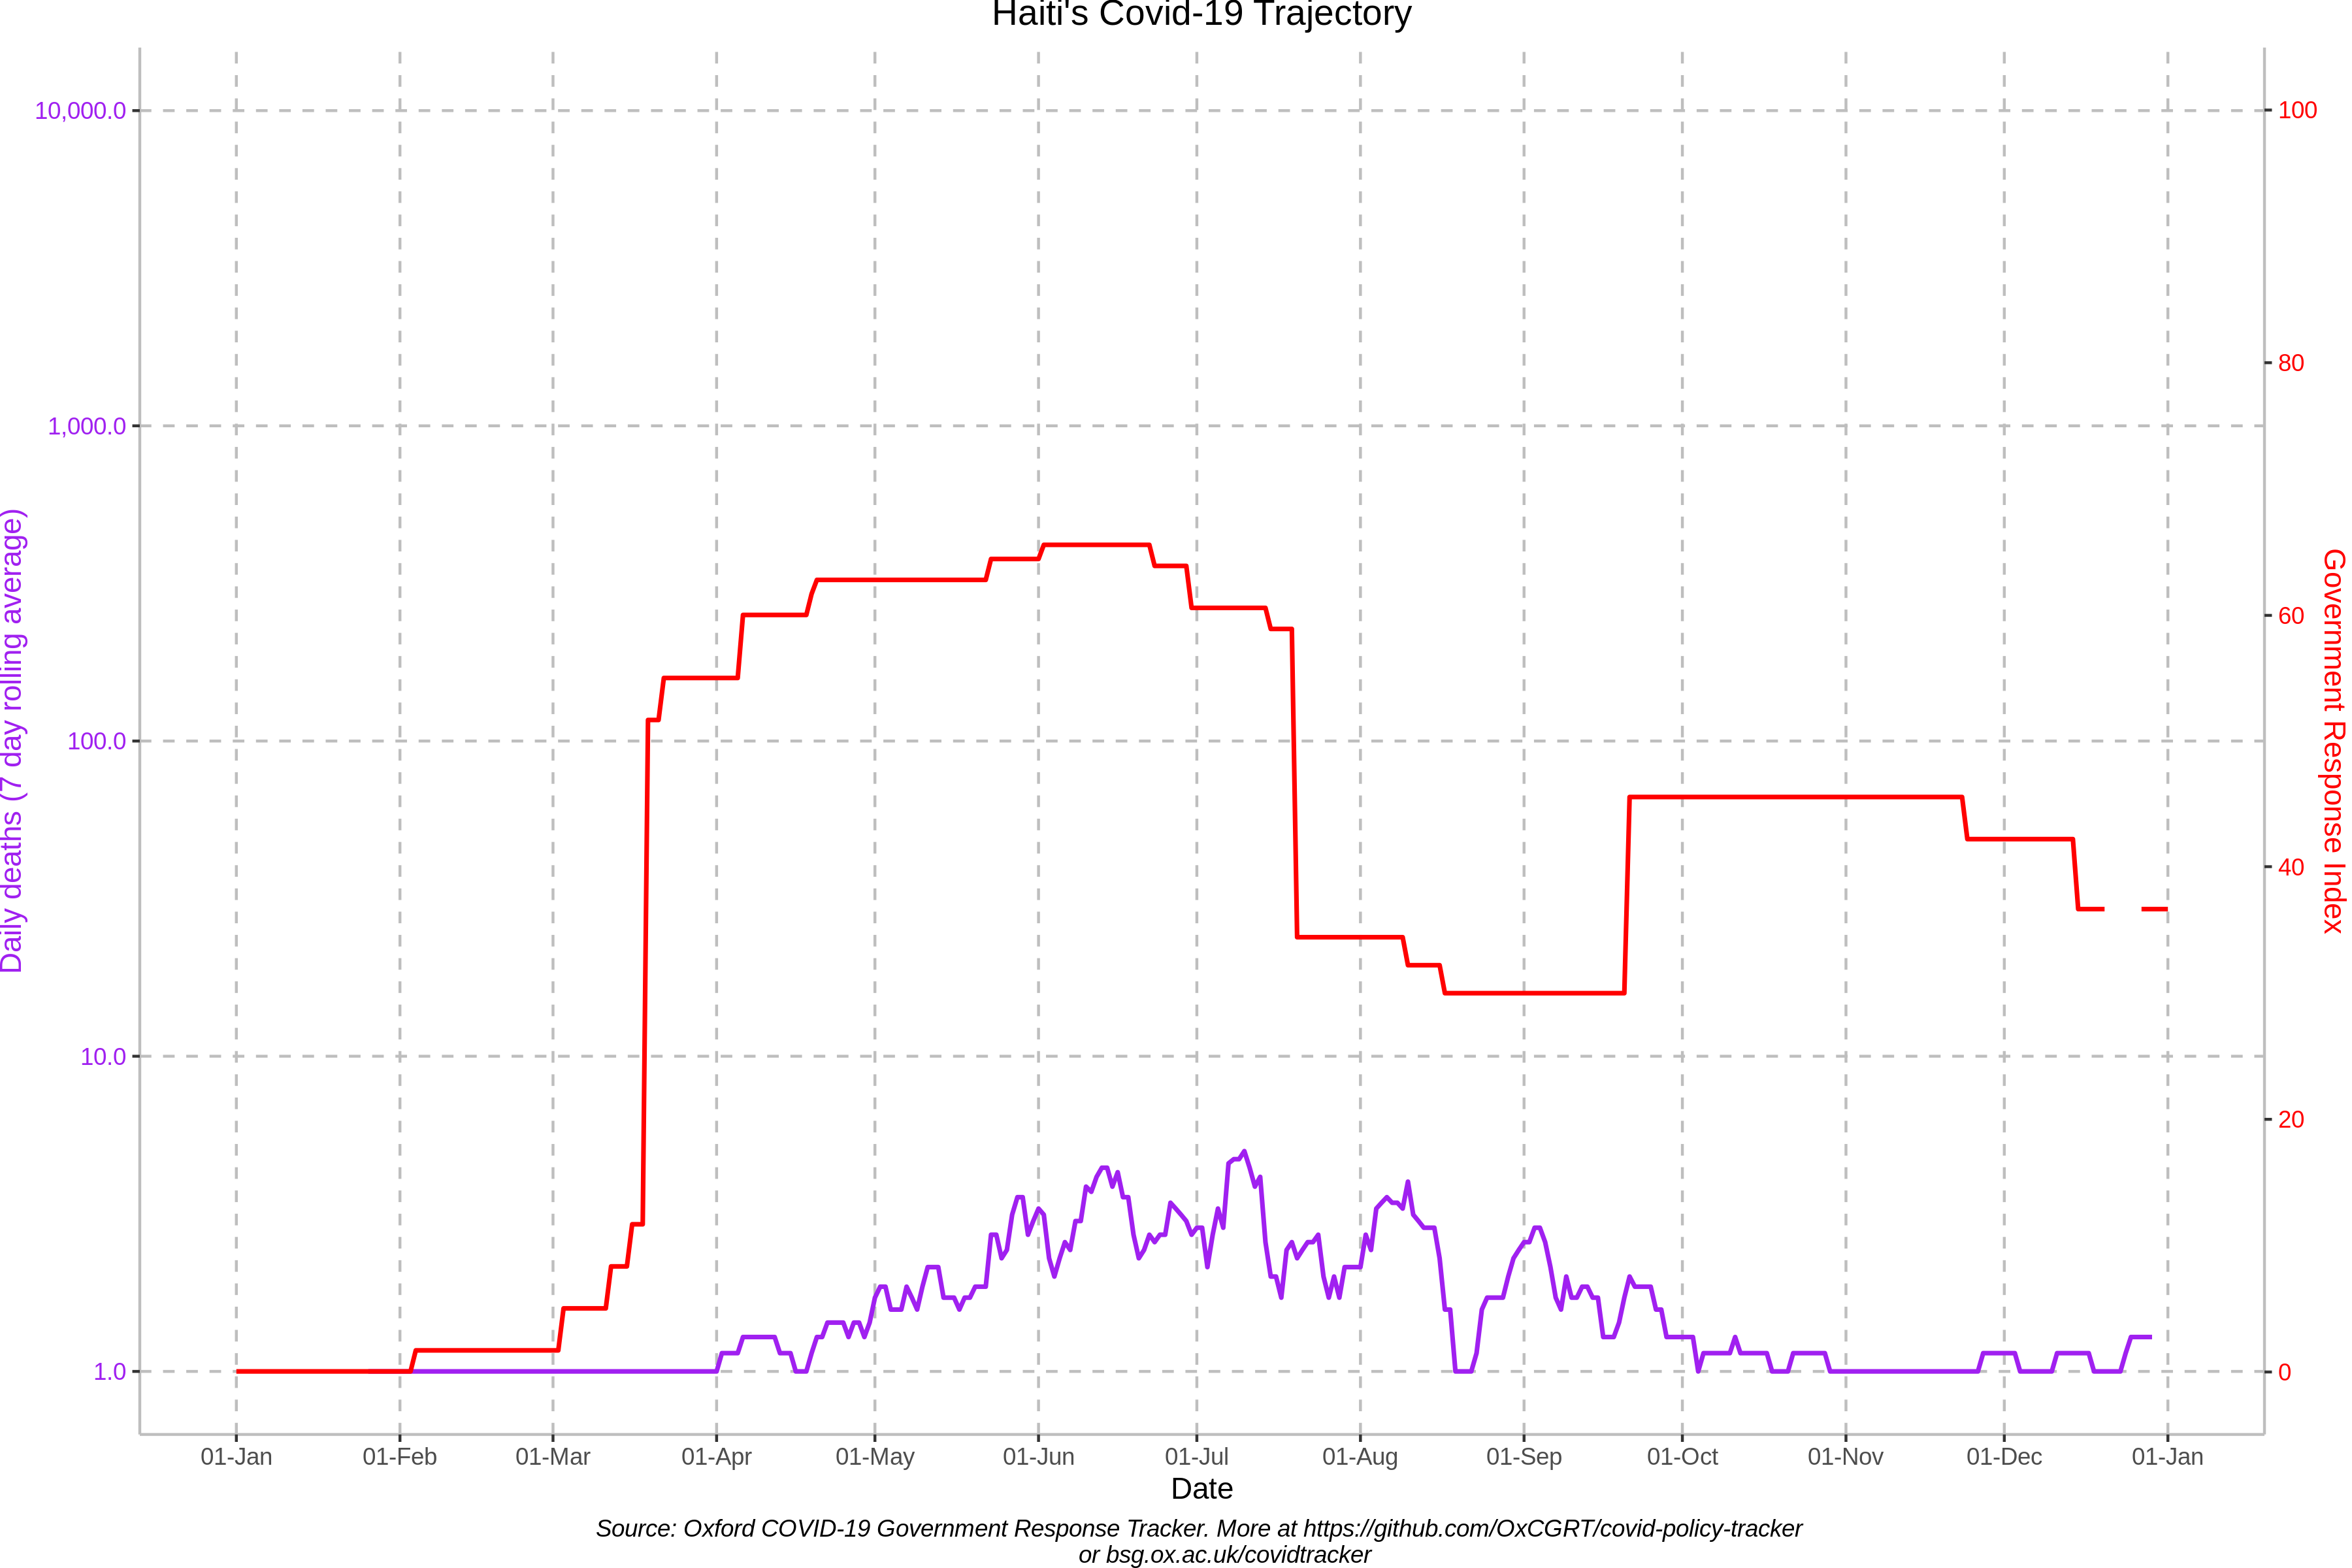 Haiti's Covid-19 Trajectory
Daily deaths (7 day rolling average)
10,000.0
1,000.0
100.0
10.0
1.0
100
80
60
40
20
0
Government Response Index
01-Jan 01-Feb 01-Mar 01-Apr 01-May 01-Jun 01-Jul 01-Aug 01-Sep 01-Oct 01-Nov 01-Dec 01-Jan
Date
Source: Oxford COVID-19 Government Response Tracker. More at https://github.com/OxCGRT/covid-policy-tracker
or bsg.ox.ac.uk/covidtracker